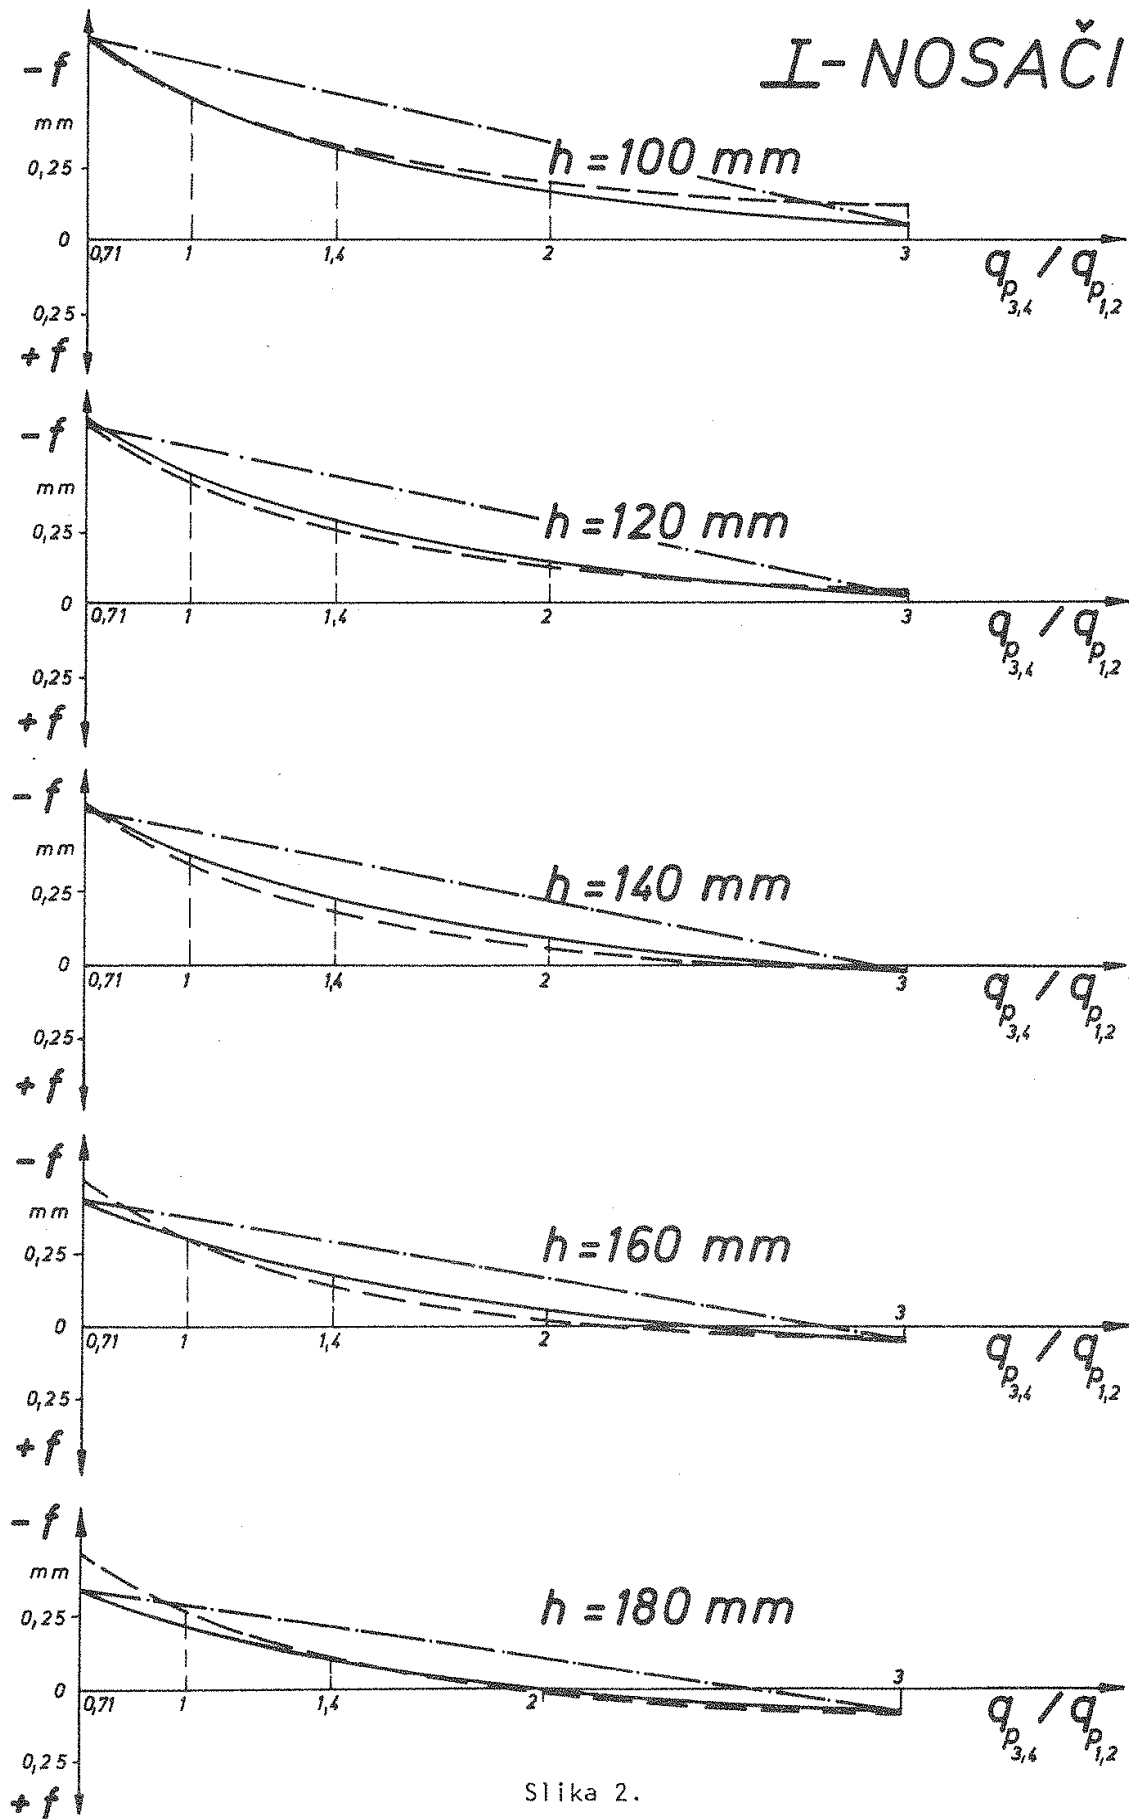 I-NOSAČI
-f
mm
h = 100 mm
0,25
0
0,71 1 1,4 2 3
qp3,4 / qp1,2
0,25
+f
-f
mm
h = 120 mm
0,25
0
0,71 1 1,4 2 3
qp3,4 / qp1,2
0,25
+f
-f
mm
h = 140 mm
0,25
0
0,71 1 1,4 2 3
qp3,4 / qp1,2
0,25
+f
-f
mm
h = 160 mm
0,25
3
0
0,71 1 1,4 2
qp3,4 / qp1,2
0,25
+f
-f
mm
h = 180 mm
0,25
3
0
0,71 1 1,4 2
qp3,4 / qp1,2
0,25
+f
Slika 2.